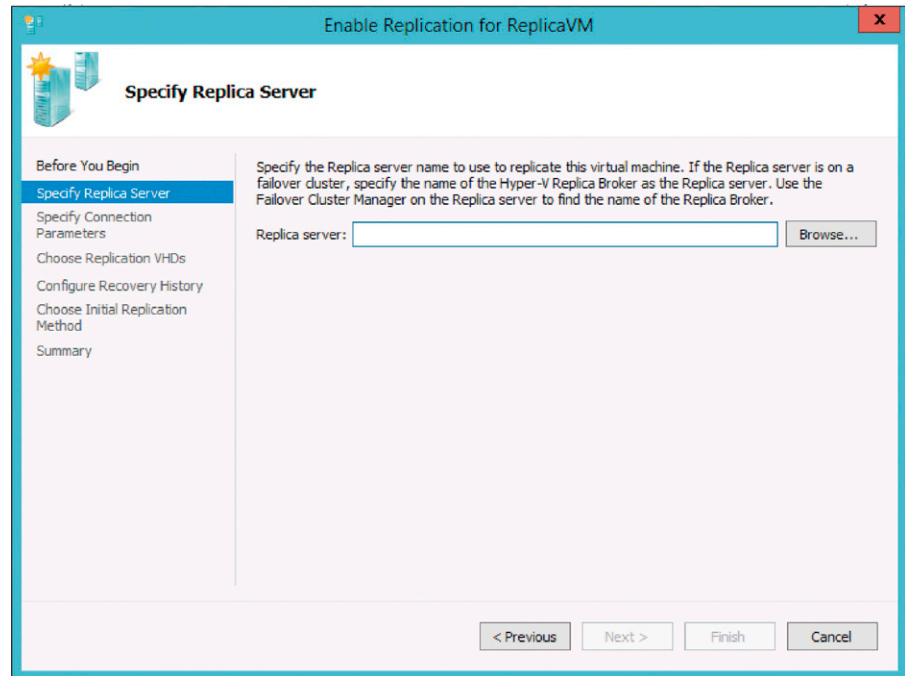 Enable Replication for ReplicaVM
X
Specify Replica Server
Before You Begin
Specify Replica Server
Specify Connection
Parameters
Choose Replication VHDs
Configure Recovery History
Choose Initial Replication
Method
Summary
Specify the Replica server name to use to replicate this virtual machine. If the Replica server is on a
failover cluster, specify the name of the Hyper-V Replica Broker as the Replica server. Use the
Failover Cluster Manager on the Replica server to find the name of the Replica Broker.
Replica server:
Browse...
< Previous
Next >
Finish
Cancel